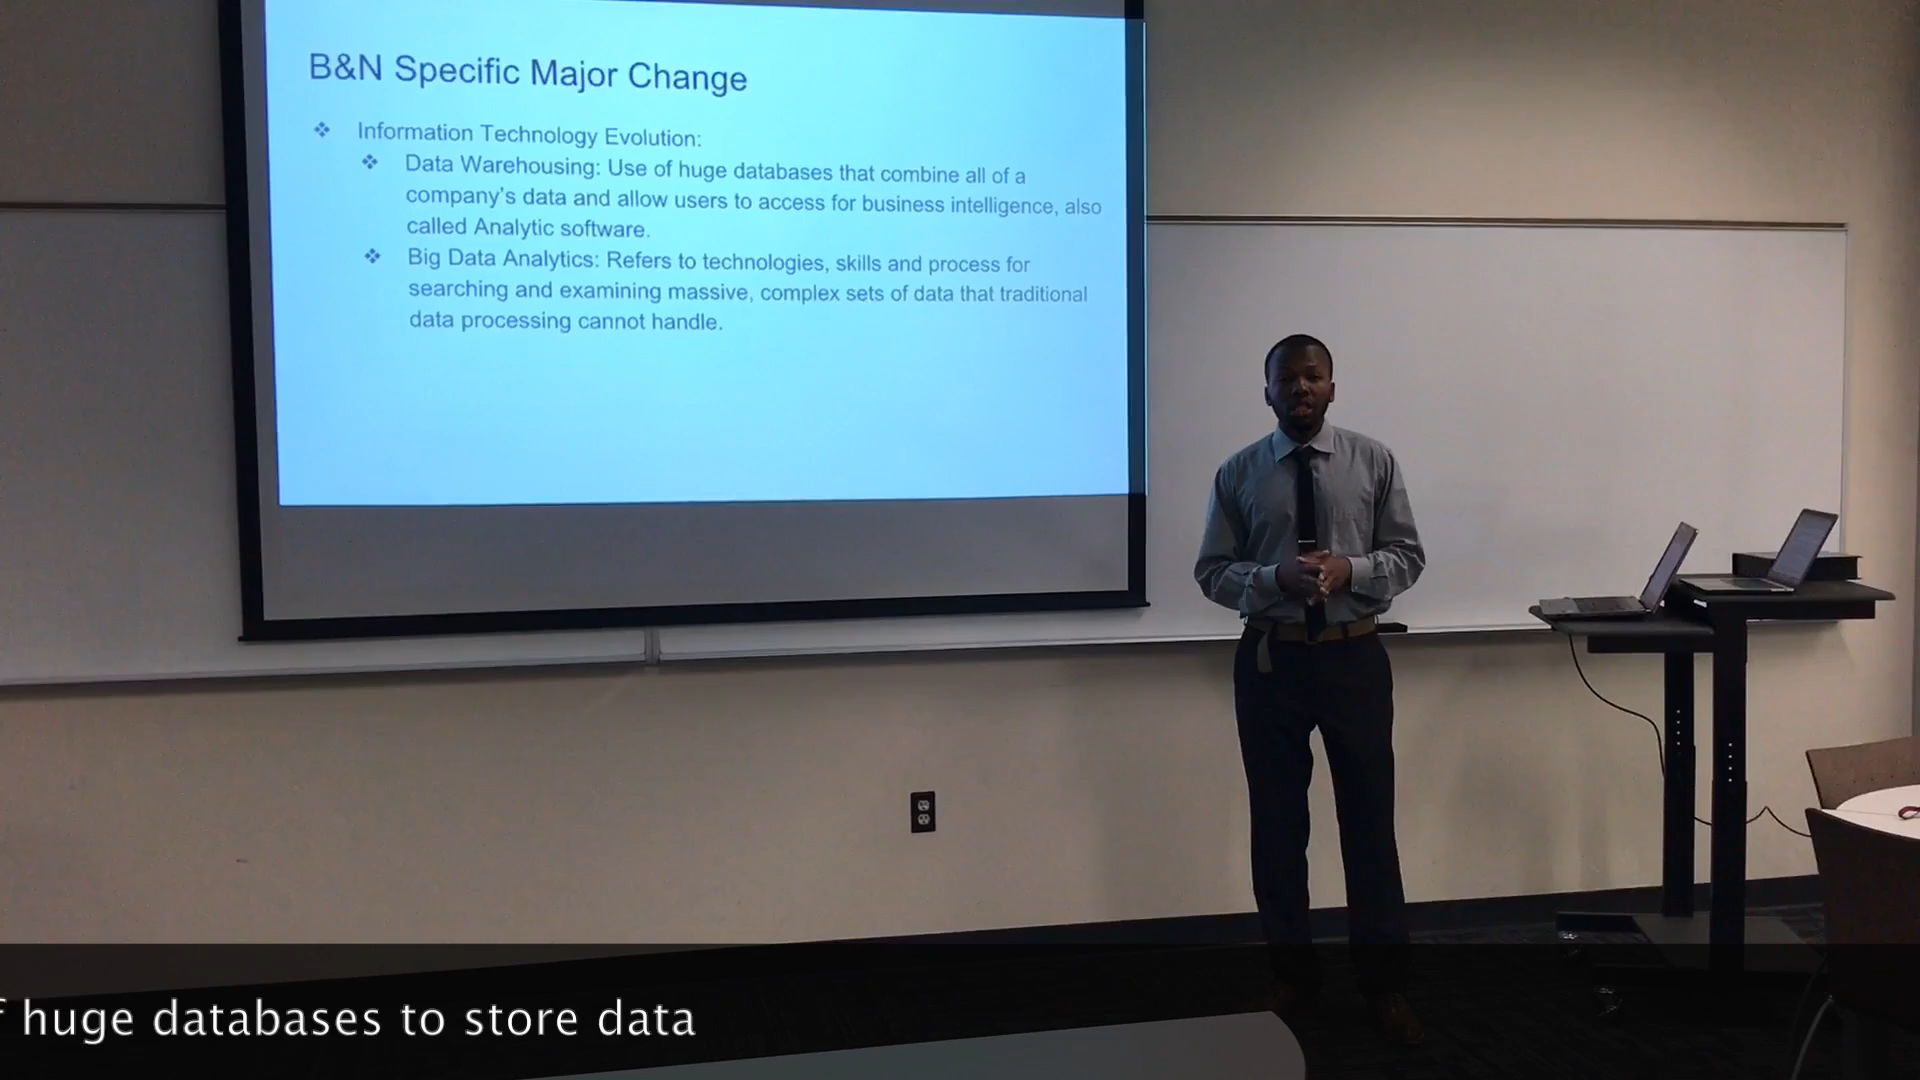 B&N Specific Major Change
Information Technology Evolution:
Data Warehousing: Use of huge databases that combine all of a
company's data and allow users to access for business intelligence, also
called Analytic software.
Big Data Analytics: Refers to technologies, skills and process for
searching and examining massive, complex sets of data that traditional
data processing cannot handle.
huge databases to store data